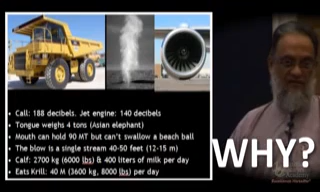 • Call: 188 decibels. Jet engine: 140 decibels
• Tongue weighs 4 tons (Asian elephant)
• Mouth can hold 90 MT but can't swallow a beach ball
• The blow is a single stream 40-50 feet (12-15 m)
• Calf: 2700 kg (6000 lbs) & 400 liters of milk per day
• Eats Krill: 40 M (3600 kg, 8000 lbs) per day
WHY?